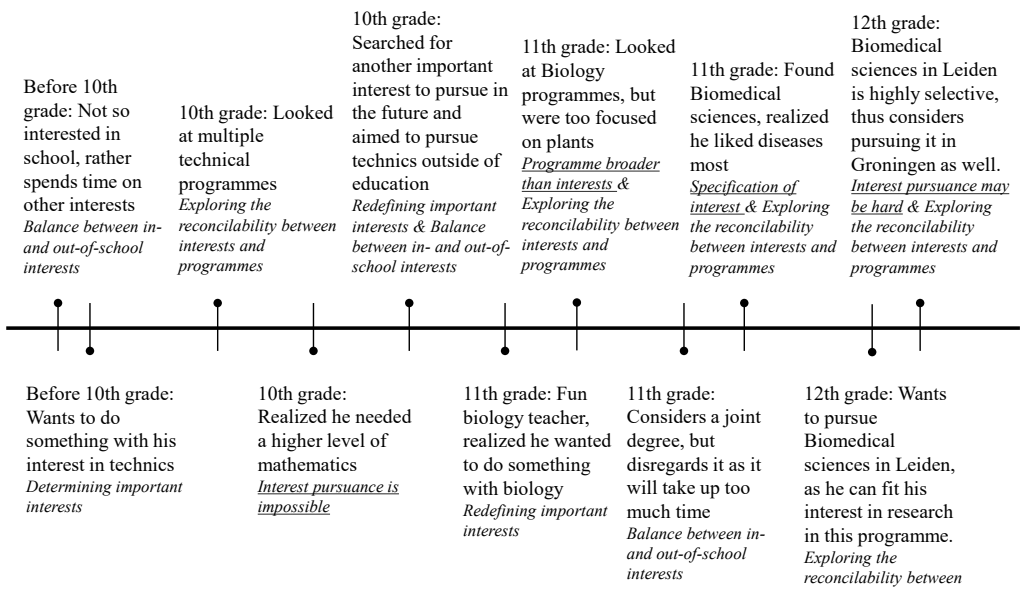 Before 10th
grade: Not so
interested in
school, rather
spends time on
other interests
Balance between in-
and out-of-school
interests
10th grade: Looked
at multiple
technical
programmes
Exploring the
reconcilability between
interests and
programmes
10th grade:
Searched for
another important
interest to pursue in
the future and
aimed to pursue
technics outside of
education
Redefining important
interests & Balance
between in- and out-of-
school interests
11th grade: Looked
at Biology
programmes, but
were too focused
on plants
Programme broader
than interests &
Exploring the
reconcilability between
interests and
programmes
11th grade: Found
Biomedical
sciences, realized
he liked diseases
most
Specification of
interest & Exploring
the reconcilability
between interests and
programmes
12th grade:
Biomedical
sciences in Leiden
is highly selective,
thus considers
pursuing it in
Groningen as well.
Interest pursuance may
be hard & Exploring
the reconcilability
between interests and
programmes
Before 10th grade:
Wants to do
something with his
interest in technics
Determining important
interests
10th grade:
Realized he needed
a higher level of
mathematics
Interest pursuance is
impossible
11th grade: Fun
biology teacher,
realized he wanted
to do something
with biology
Redefining important
interests
11th grade:
Considers a joint
degree, but
disregards it as it
will take up too
much time
Balance between in-
and out-of-school
interests
12th grade: Wants
to pursue
Biomedical
sciences in Leiden,
as he can fit his
interest in research
in this programme.
Exploring the
reconcilability between